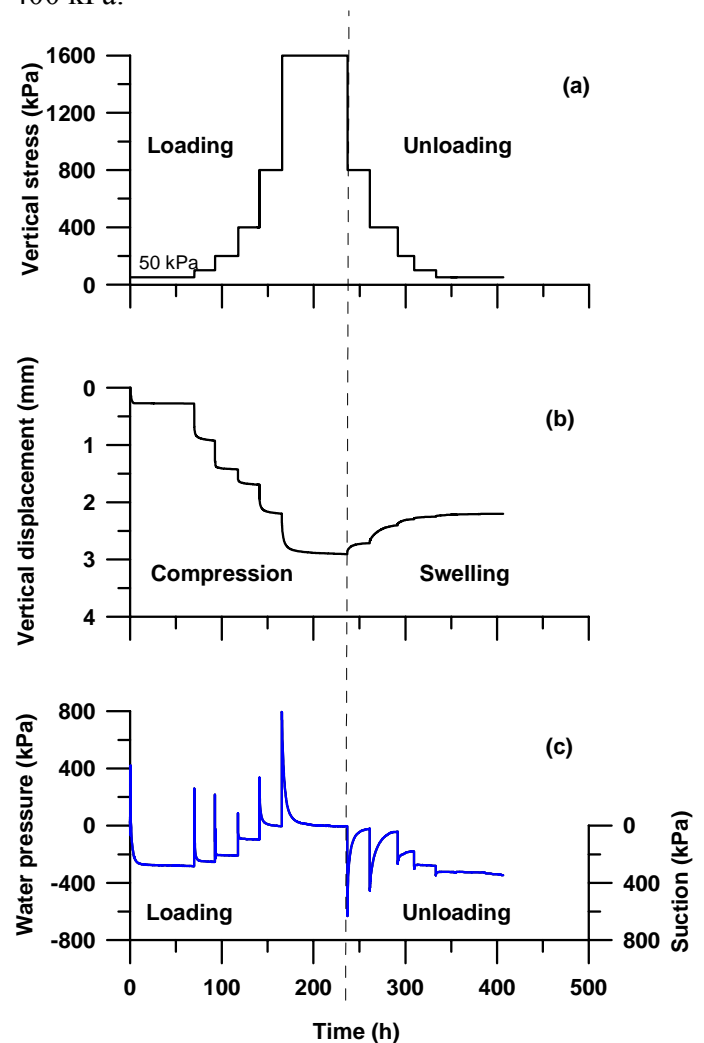 400 kPa.
1600
1200
800
400
0
Vertical stress (kPa)
(a)
Loading
Unloading
50 kPa
0
1
2
3
4
Vertical displacement (mm)
(b)
Compression
Swelling
800
400
0
-400
-800
Water pressure (kPa)
(c)
0
400
800
Suction (kPa)
Loading
Unloading
0 100 200 300 400 500
Time (h)